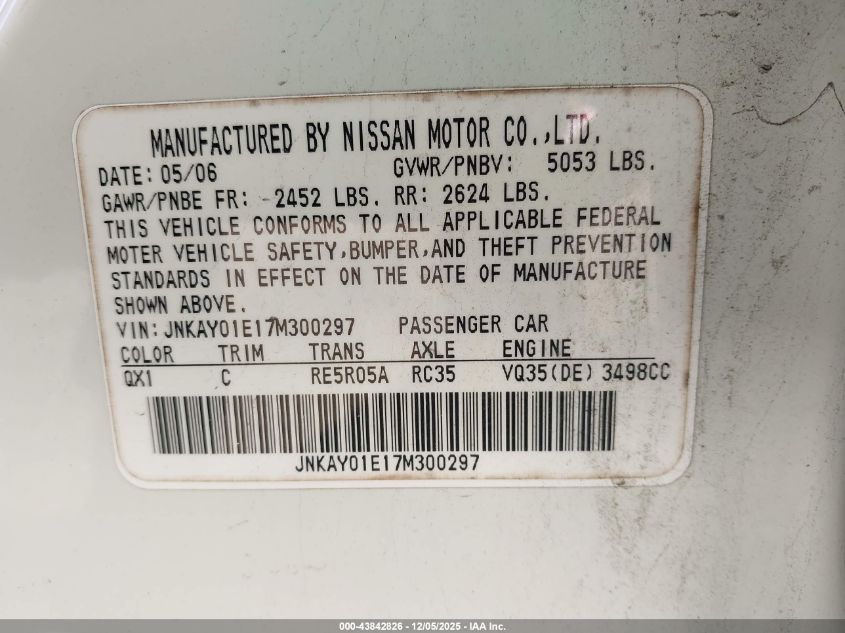 MANUFACTURED BY NISSAN MOTOR CO.,LTD.
DATE: 05/06 GVWR/PNBV: 5053 LBS.
GAWR/PNBE FR: 2452 LBS. RR: 2624 LBS.
THIS VEHICLE CONFORMS TO ALL APPLICABLE FEDERAL
MOTER VEHICLE SAFETY,BUMPER,AND THEFT PREVENTION
STANDARDS IN EFFECT ON THE DATE OF MANUFACTURE
SHOWN ABOVE.
VIN: JNKAY01E17M300297 PASSENGER CAR
COLOR TRIM TRANS AXLE ENGINE
QX1 C RE5R05A RC35 VQ35(DE) 3498CC
JNKAY01E17M300297
000-43842826 - 12/05/2025 - IAA Inc.